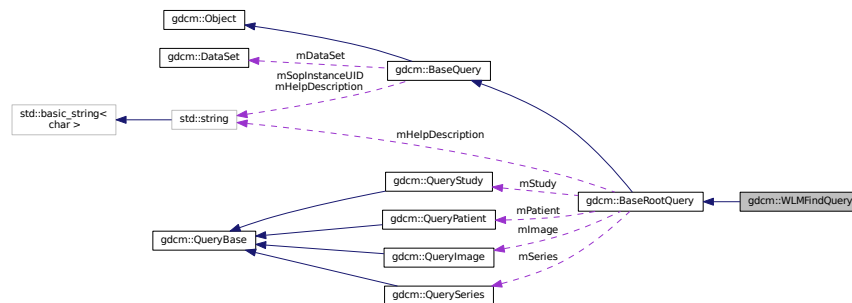 gdcm::Object
gdcm::DataSet
mDataSet
gdcm::BaseQuery
mSopInstanceUID
mHelpDescription
std::basic_string<
char >
std::string
mHelpDescription
gdcm::QueryStudy
mStudy
gdcm::BaseRootQuery
gdcm::WLMFindQuery
mPatient
gdcm::QueryPatient
mImage
gdcm::QueryBase
gdcm::QueryImage
mSeries
gdcm::QuerySeries